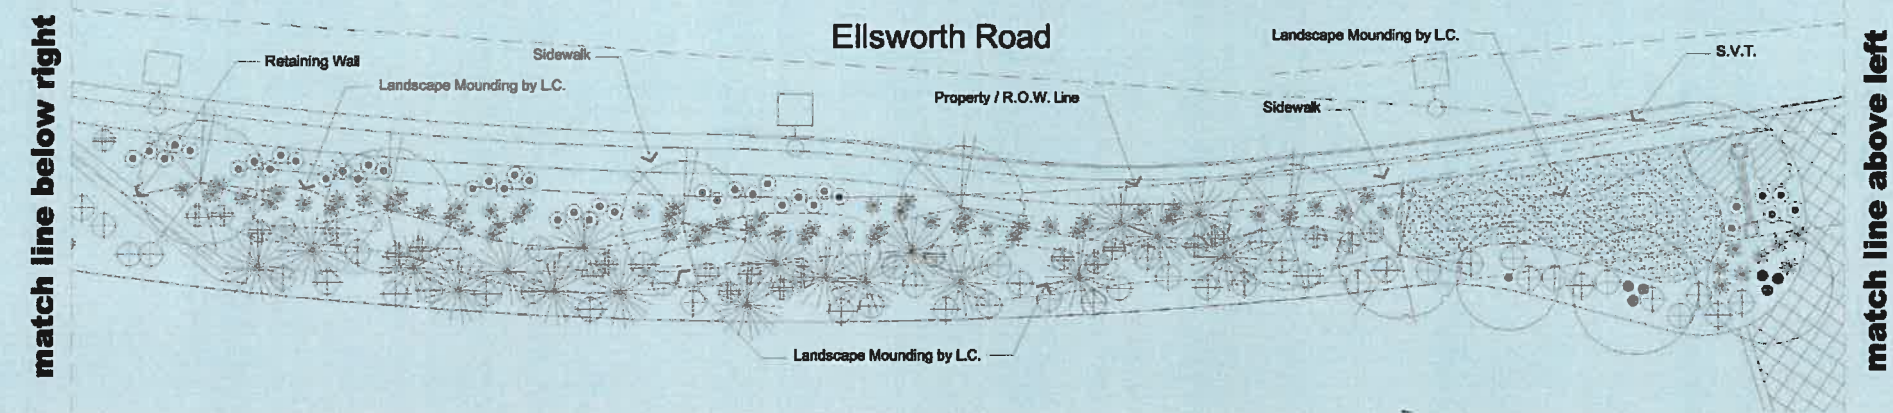 match line below right
Ellsworth Road
Landscape Mounding by L.C.
S.V.T.
Sidewalk
Retaining Wall
Landscape Mounding by L.C.
Property / R.O.W. Line
Sidewalk
Landscape Mounding by L.C.
match line above left